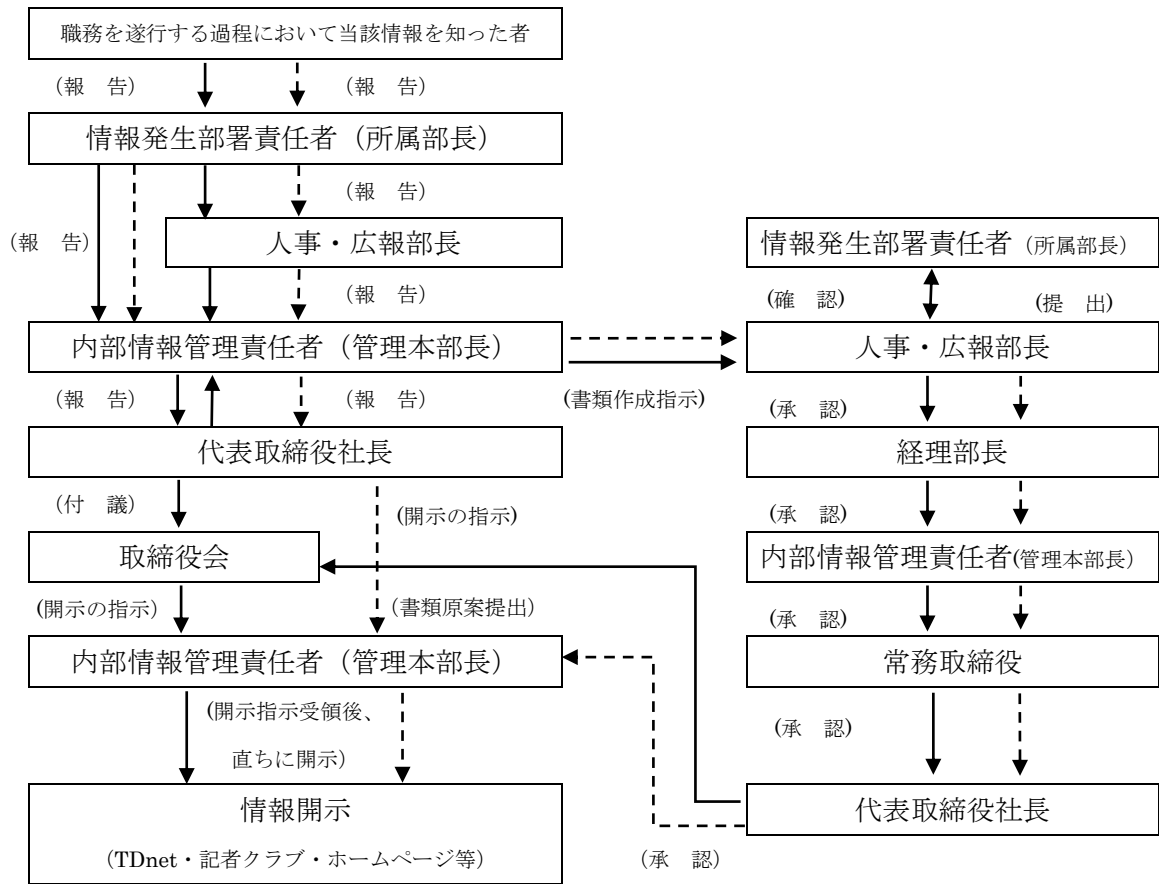 職務を遂行する過程において当該情報を知った者
（報　告） （報　告）
情報発生部署責任者（所属部長）
（報　告）
（報　告）
人事・広報部長
（報　告）
内部情報管理責任者（管理本部長）
（報　告） （報　告）
代表取締役社長
（付　議）
(開示の指示)
取締役会
(開示の指示）
（書類原案提出）
内部情報管理責任者（管理本部長）
(開示指示受領後、
直ちに開示）
情報開示
（TDnet・記者クラブ・ホームページ等）
(書類作成指示)
情報発生部署責任者（所属部長）
(確　認) (提　出)
人事・広報部長
(承　認)
経理部長
(承　認)
内部情報管理責任者(管理本部長）
(承　認)
常務取締役
(承　認)
代表取締役社長
（承　認）